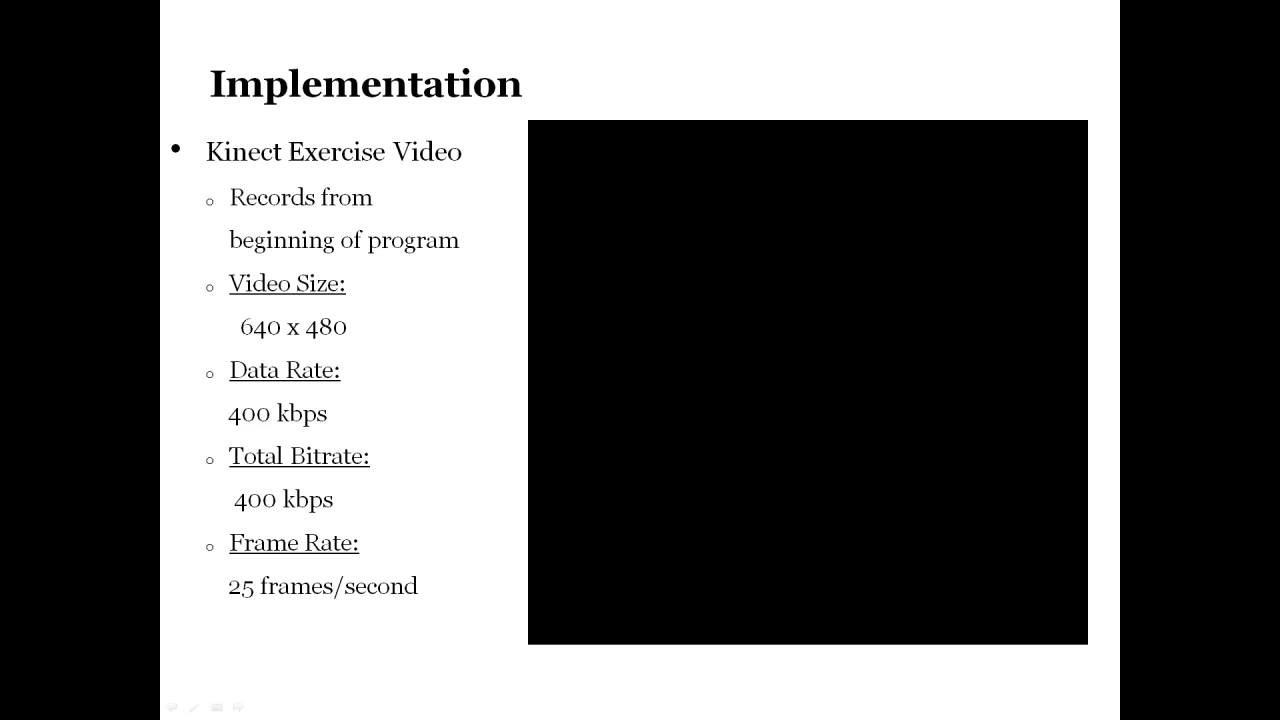 Implementation
• Kinect Exercise Video
o Records from
beginning of program
o Video Size:
640 x 480
o Data Rate:
400 kbps
o Total Bitrate:
400 kbps
o Frame Rate:
25 frames/second